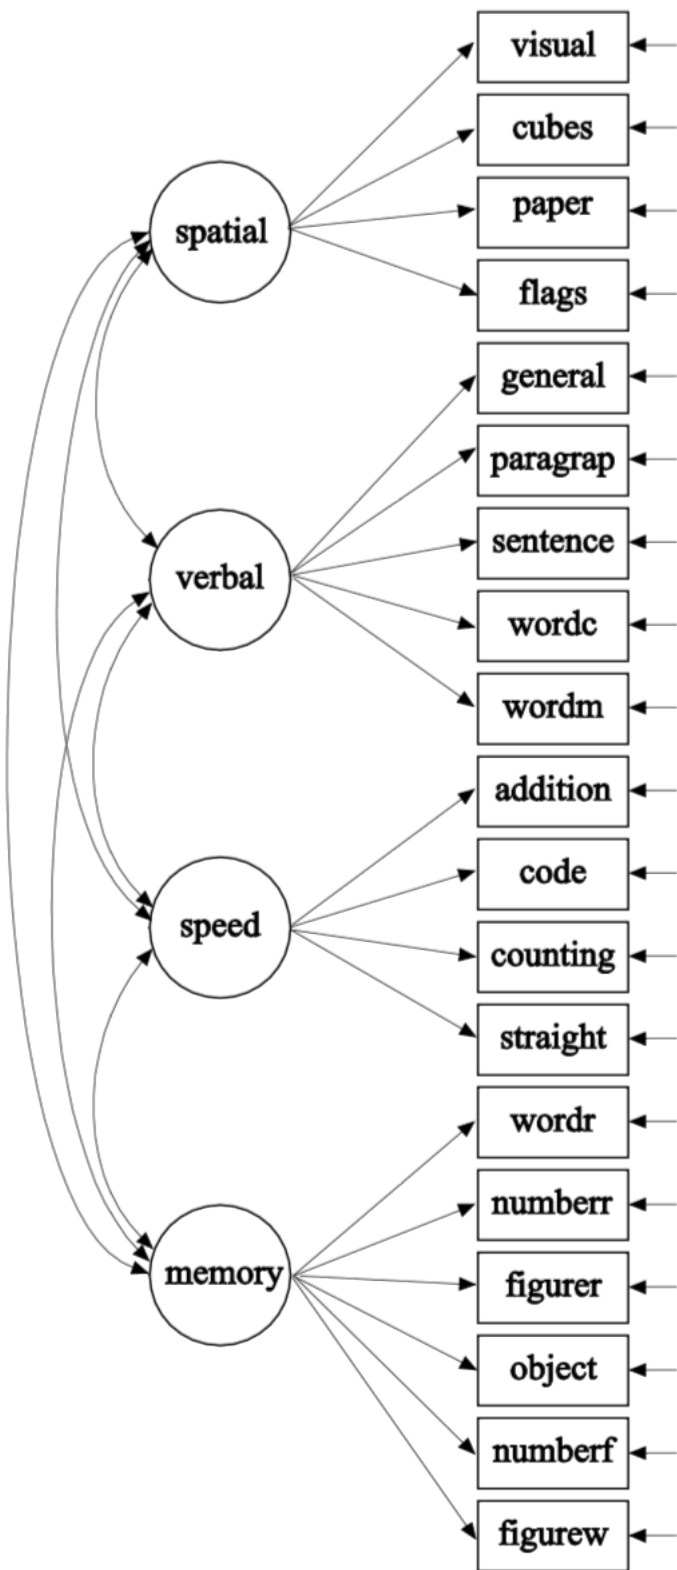 visual
cubes
paper
flags
spatial
general
paragrap
sentence
wordc
wordm
verbal
addition
code
counting
straight
speed
wordr
numberr
figurer
object
numberf
figurew
memory